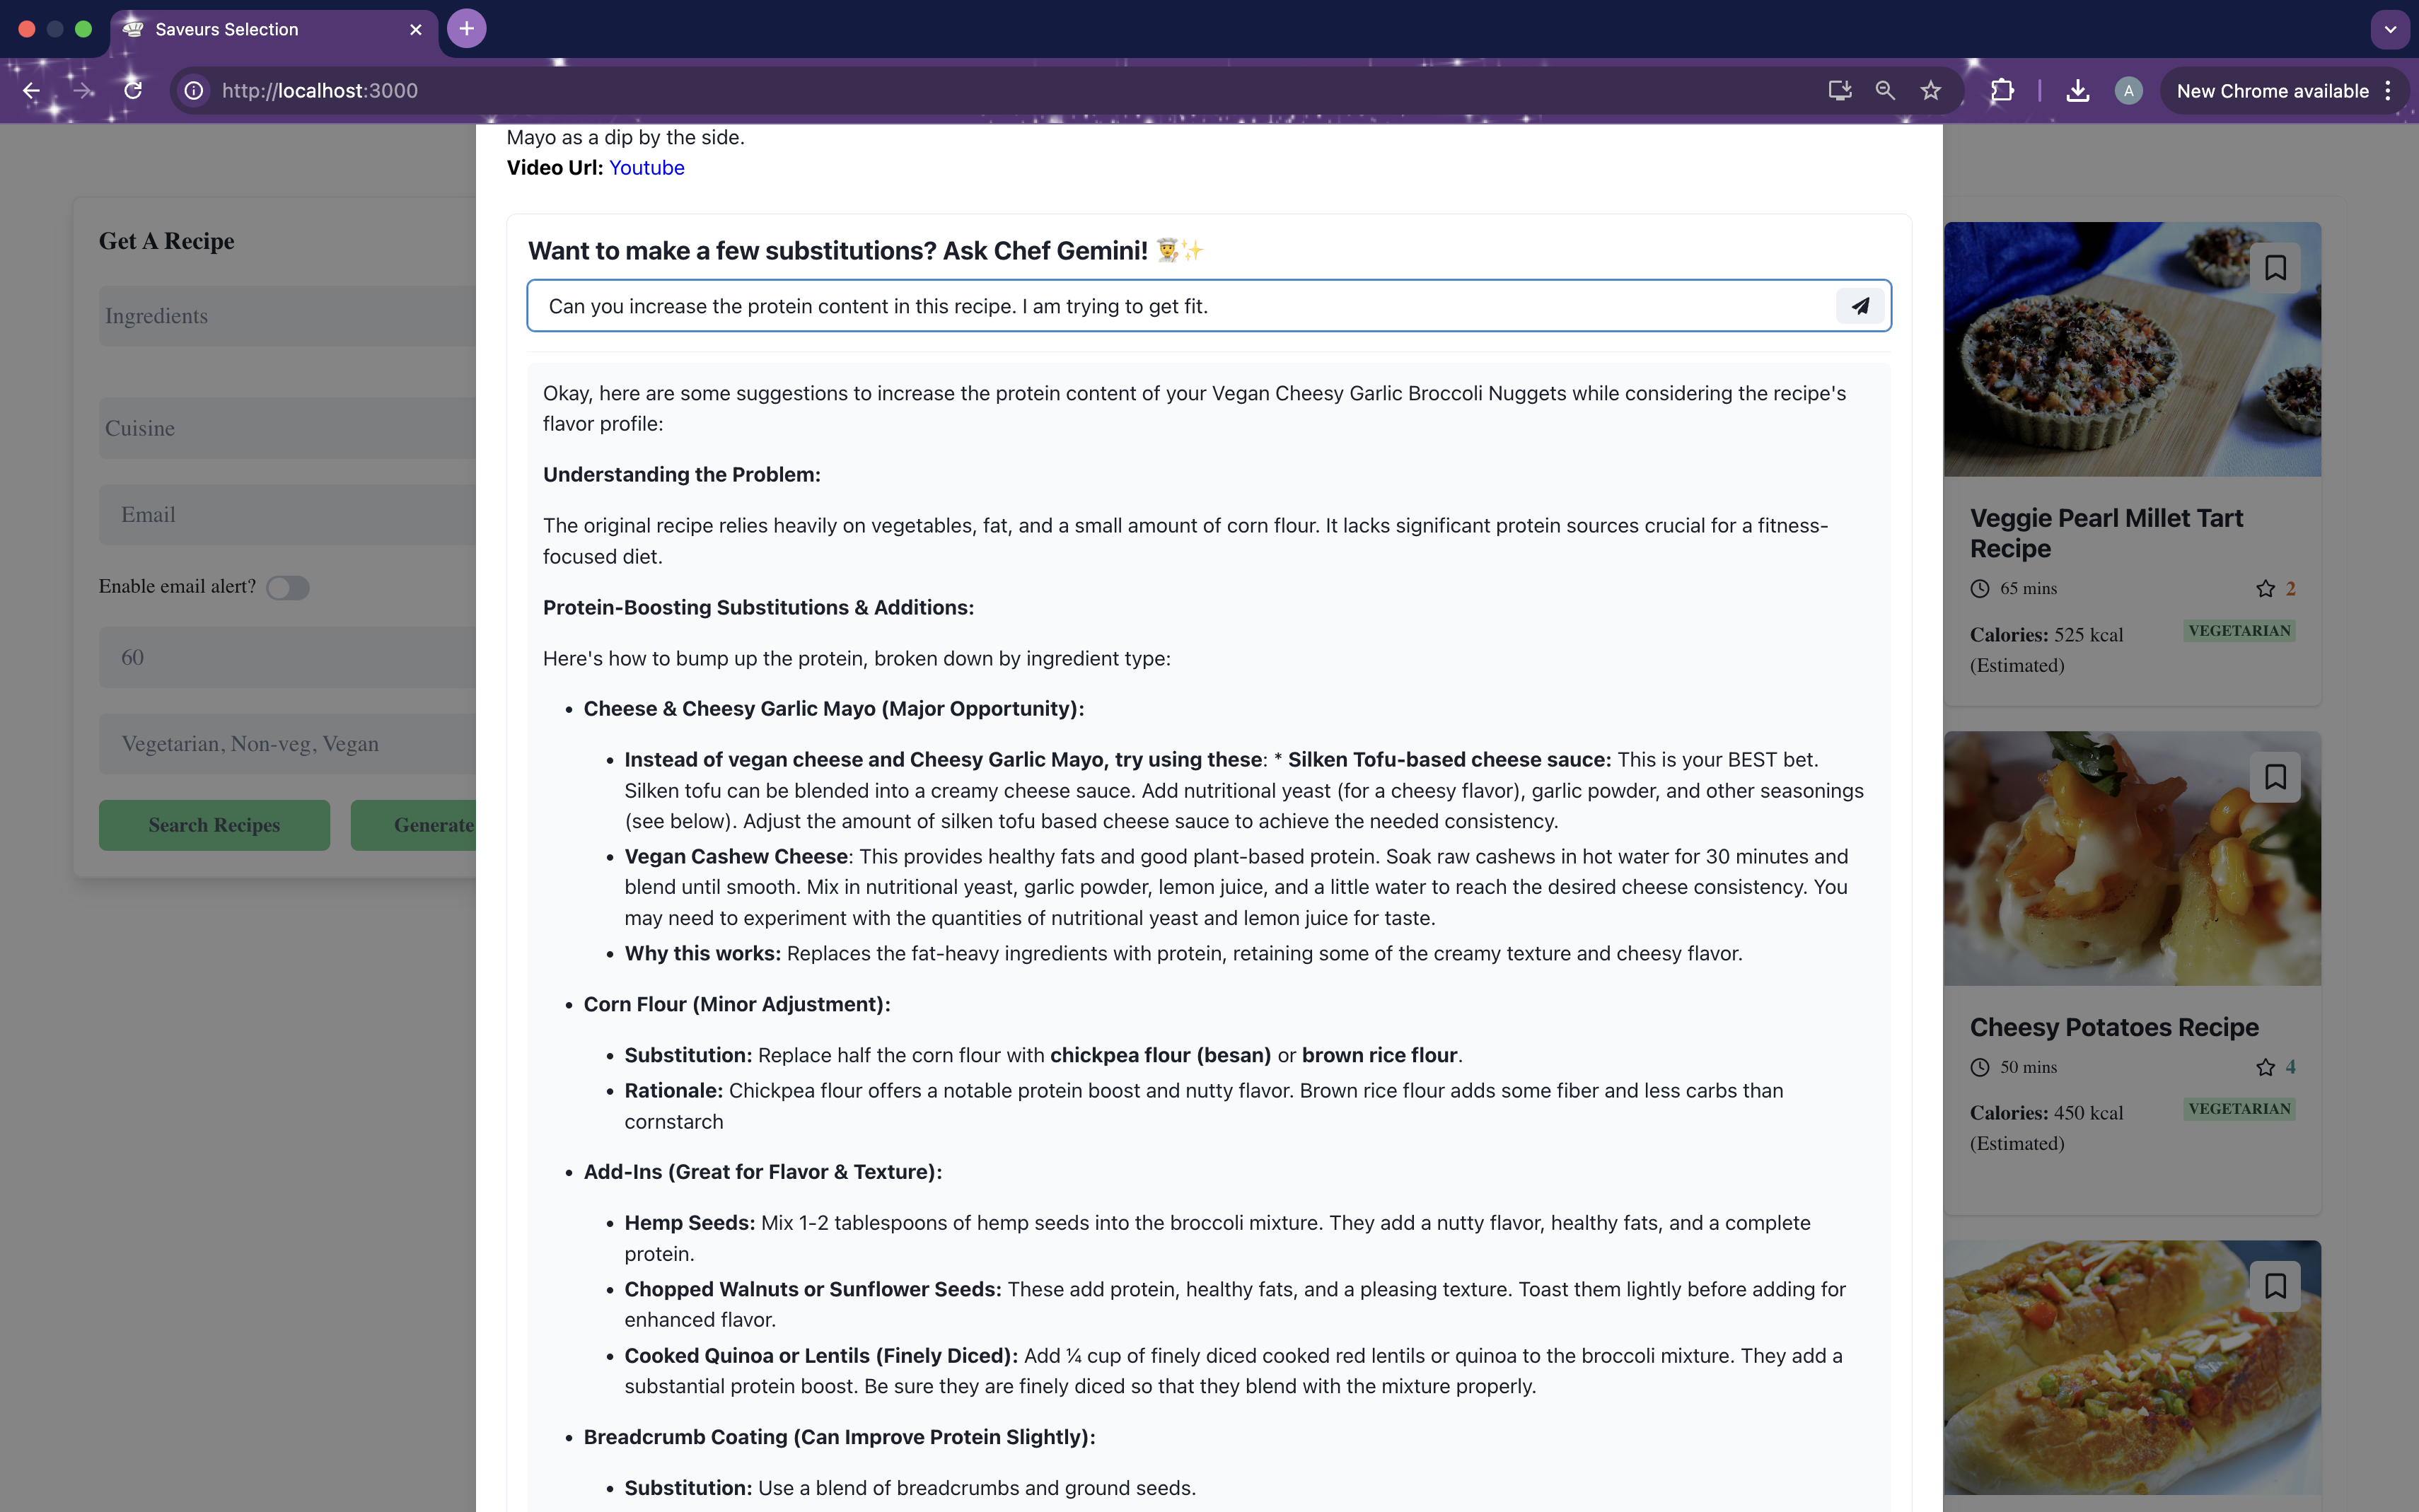 Saveurs Selection
http://localhost:3000
A
New Chrome available
Get A Recipe
Ingredients
Cuisine
Email
Enable email alert?
60
Vegetarian, Non-veg, Vegan
Search Recipes
Generate
Mayo as a dip by the side.
Video Url: Youtube
Want to make a few substitutions? Ask Chef Gemini! 👨‍🍳✨
Can you increase the protein content in this recipe. I am trying to get fit.
Okay, here are some suggestions to increase the protein content of your Vegan Cheesy Garlic Broccoli Nuggets while considering the recipe's
flavor profile:
Understanding the Problem:
The original recipe relies heavily on vegetables, fat, and a small amount of corn flour. It lacks significant protein sources crucial for a fitness-
focused diet.
Protein-Boosting Substitutions & Additions:
Here's how to bump up the protein, broken down by ingredient type:
• Cheese & Cheesy Garlic Mayo (Major Opportunity):
• Instead of vegan cheese and Cheesy Garlic Mayo, try using these: * Silken Tofu-based cheese sauce: This is your BEST bet.
Silken tofu can be blended into a creamy cheese sauce. Add nutritional yeast (for a cheesy flavor), garlic powder, and other seasonings
(see below). Adjust the amount of silken tofu based cheese sauce to achieve the needed consistency.
• Vegan Cashew Cheese: This provides healthy fats and good plant-based protein. Soak raw cashews in hot water for 30 minutes and
blend until smooth. Mix in nutritional yeast, garlic powder, lemon juice, and a little water to reach the desired cheese consistency. You
may need to experiment with the quantities of nutritional yeast and lemon juice for taste.
• Why this works: Replaces the fat-heavy ingredients with protein, retaining some of the creamy texture and cheesy flavor.
• Corn Flour (Minor Adjustment):
• Substitution: Replace half the corn flour with chickpea flour (besan) or brown rice flour.
• Rationale: Chickpea flour offers a notable protein boost and nutty flavor. Brown rice flour adds some fiber and less carbs than
cornstarch
• Add-Ins (Great for Flavor & Texture):
• Hemp Seeds: Mix 1-2 tablespoons of hemp seeds into the broccoli mixture. They add a nutty flavor, healthy fats, and a complete
protein.
• Chopped Walnuts or Sunflower Seeds: These add protein, healthy fats, and a pleasing texture. Toast them lightly before adding for
enhanced flavor.
• Cooked Quinoa or Lentils (Finely Diced): Add ¼ cup of finely diced cooked red lentils or quinoa to the broccoli mixture. They add a
substantial protein boost. Be sure they are finely diced so that they blend with the mixture properly.
• Breadcrumb Coating (Can Improve Protein Slightly):
• Substitution: Use a blend of breadcrumbs and ground seeds.
Veggie Pearl Millet Tart
Recipe
65 mins
2
Calories: 525 kcal
(Estimated)
VEGETARIAN
Cheesy Potatoes Recipe
50 mins
4
Calories: 450 kcal
(Estimated)
VEGETARIAN